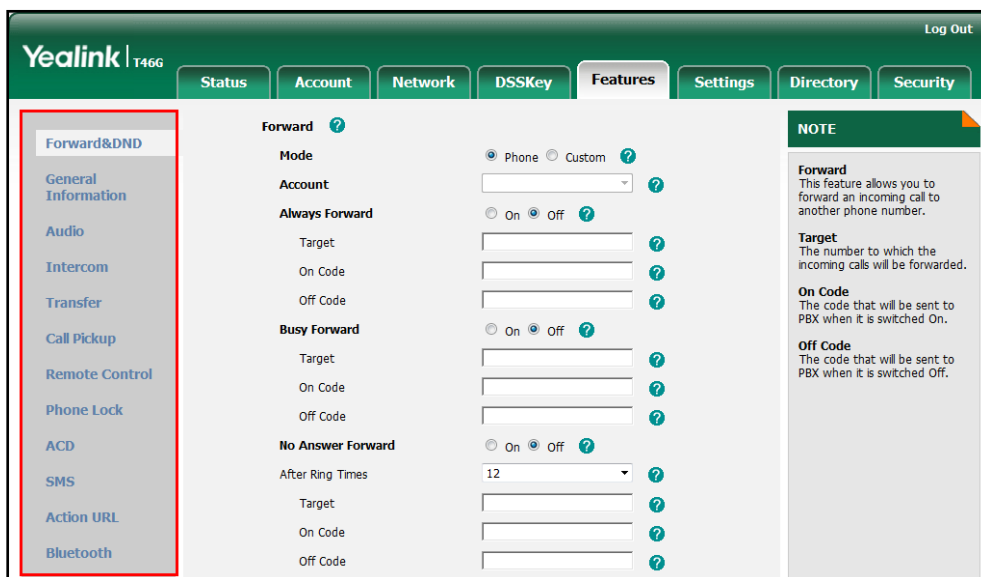 Log Out
Yealink | T46G
Status Account Network DSSKey Features Settings Directory Security
Forward&DND
General
Information
Audio
Intercom
Transfer
Call Pickup
Remote Control
Phone Lock
ACD
SMS
Action URL
Bluetooth
Forward ?
Mode Phone Custom ?
Account ?
Always Forward On Off ?
Target ?
On Code ?
Off Code ?
Busy Forward On Off ?
Target ?
On Code ?
Off Code ?
No Answer Forward On Off ?
After Ring Times 12 ?
Target ?
On Code ?
Off Code ?
NOTE
Forward
This feature allows you to
forward an incoming call to
another phone number.
Target
The number to which the
incoming calls will be forwarded.
On Code
The code that will be sent to
PBX when it is switched On.
Off Code
The code that will be sent to
PBX when it is switched Off.